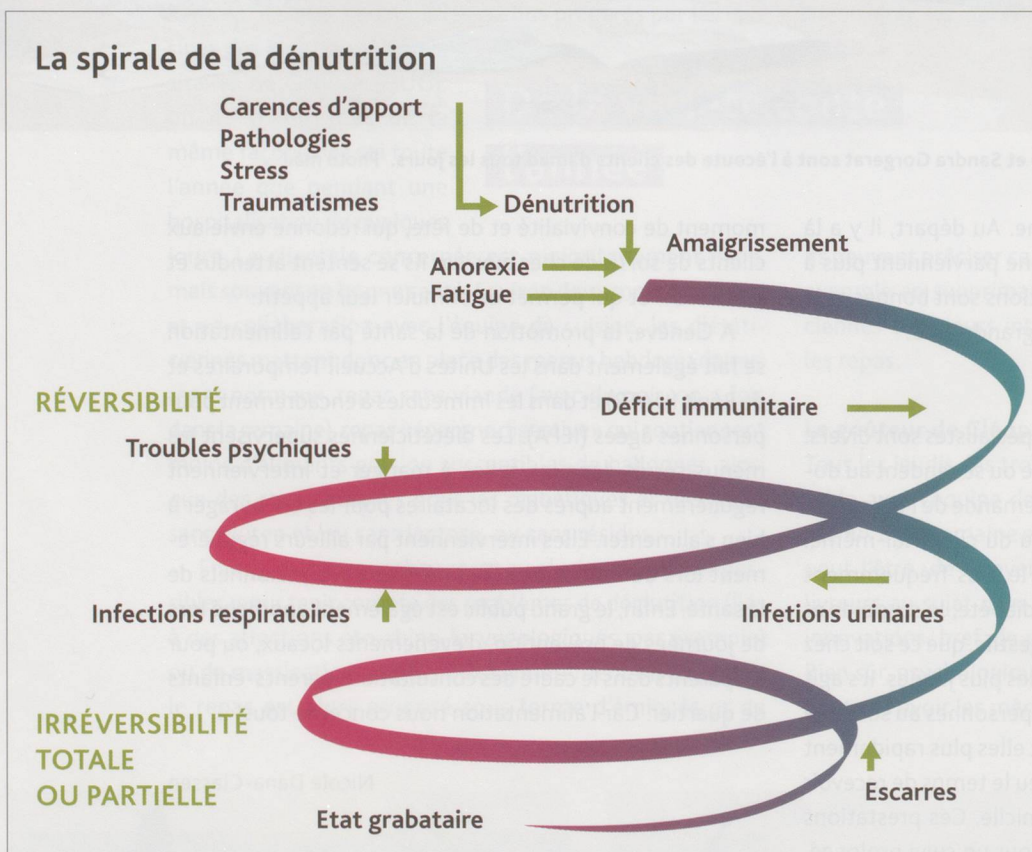 La spirale de la dénutrition
Carences d'apport
Pathologies
Stress
Traumatismes
Dénutrition
Amaigrissement
Anorexie
Fatigue
RÉVERSIBILITÉ
Déficit immunitaire
Troubles psychiques
Infections respiratoires
Infetions urinaires
IRRÉVERSIBILITÉ
TOTALE
OU PARTIELLE
Escarres
Etat grabataire